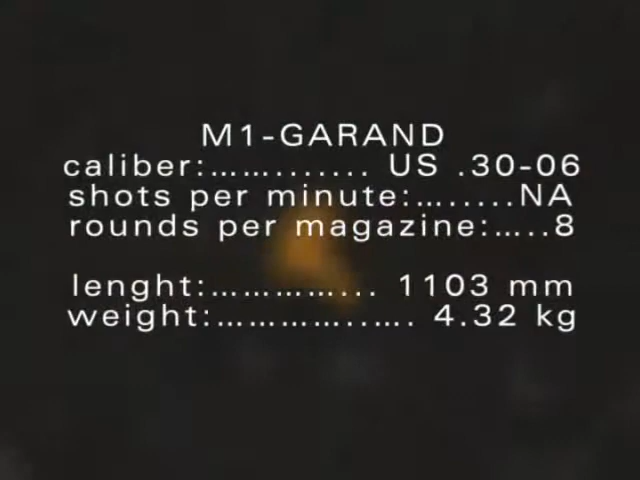 M1-GARAND
caliber:............. US .30-06
shots per minute:........NA
rounds per magazine:.....8
lenght:............... 1103 mm
weight:.................. 4.32 kg